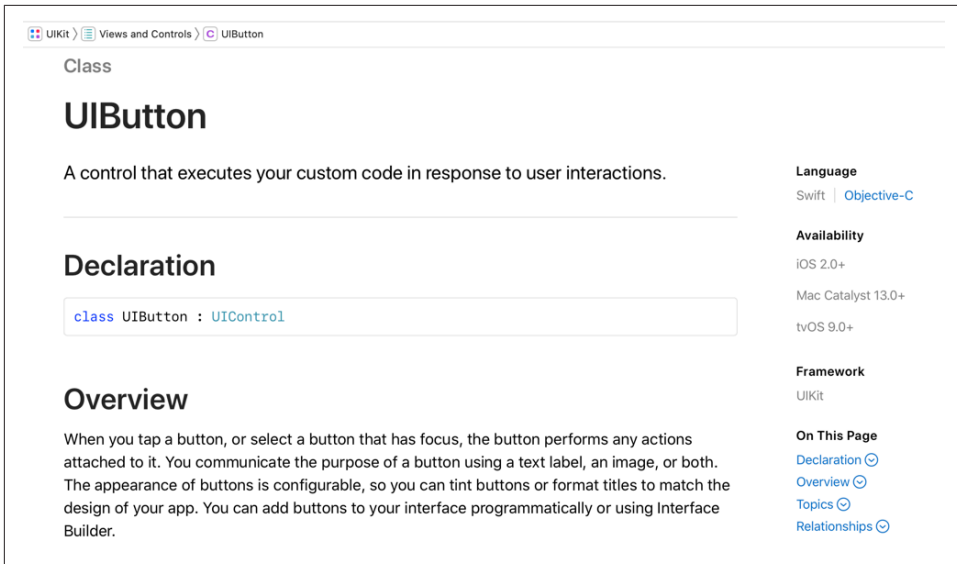 UIKit 〉 Views and Controls 〉 C UIButton
Class
UIButton
A control that executes your custom code in response to user interactions.
Declaration
class UIButton : UIControl
Overview
When you tap a button, or select a button that has focus, the button performs any actions
attached to it. You communicate the purpose of a button using a text label, an image, or both.
The appearance of buttons is configurable, so you can tint buttons or format titles to match the
design of your app. You can add buttons to your interface programmatically or using Interface
Builder.
Language
Swift | Objective-C
Availability
iOS 2.0+
Mac Catalyst 13.0+
tvOS 9.0+
Framework
UIKit
On This Page
Declaration
Overview
Topics
Relationships